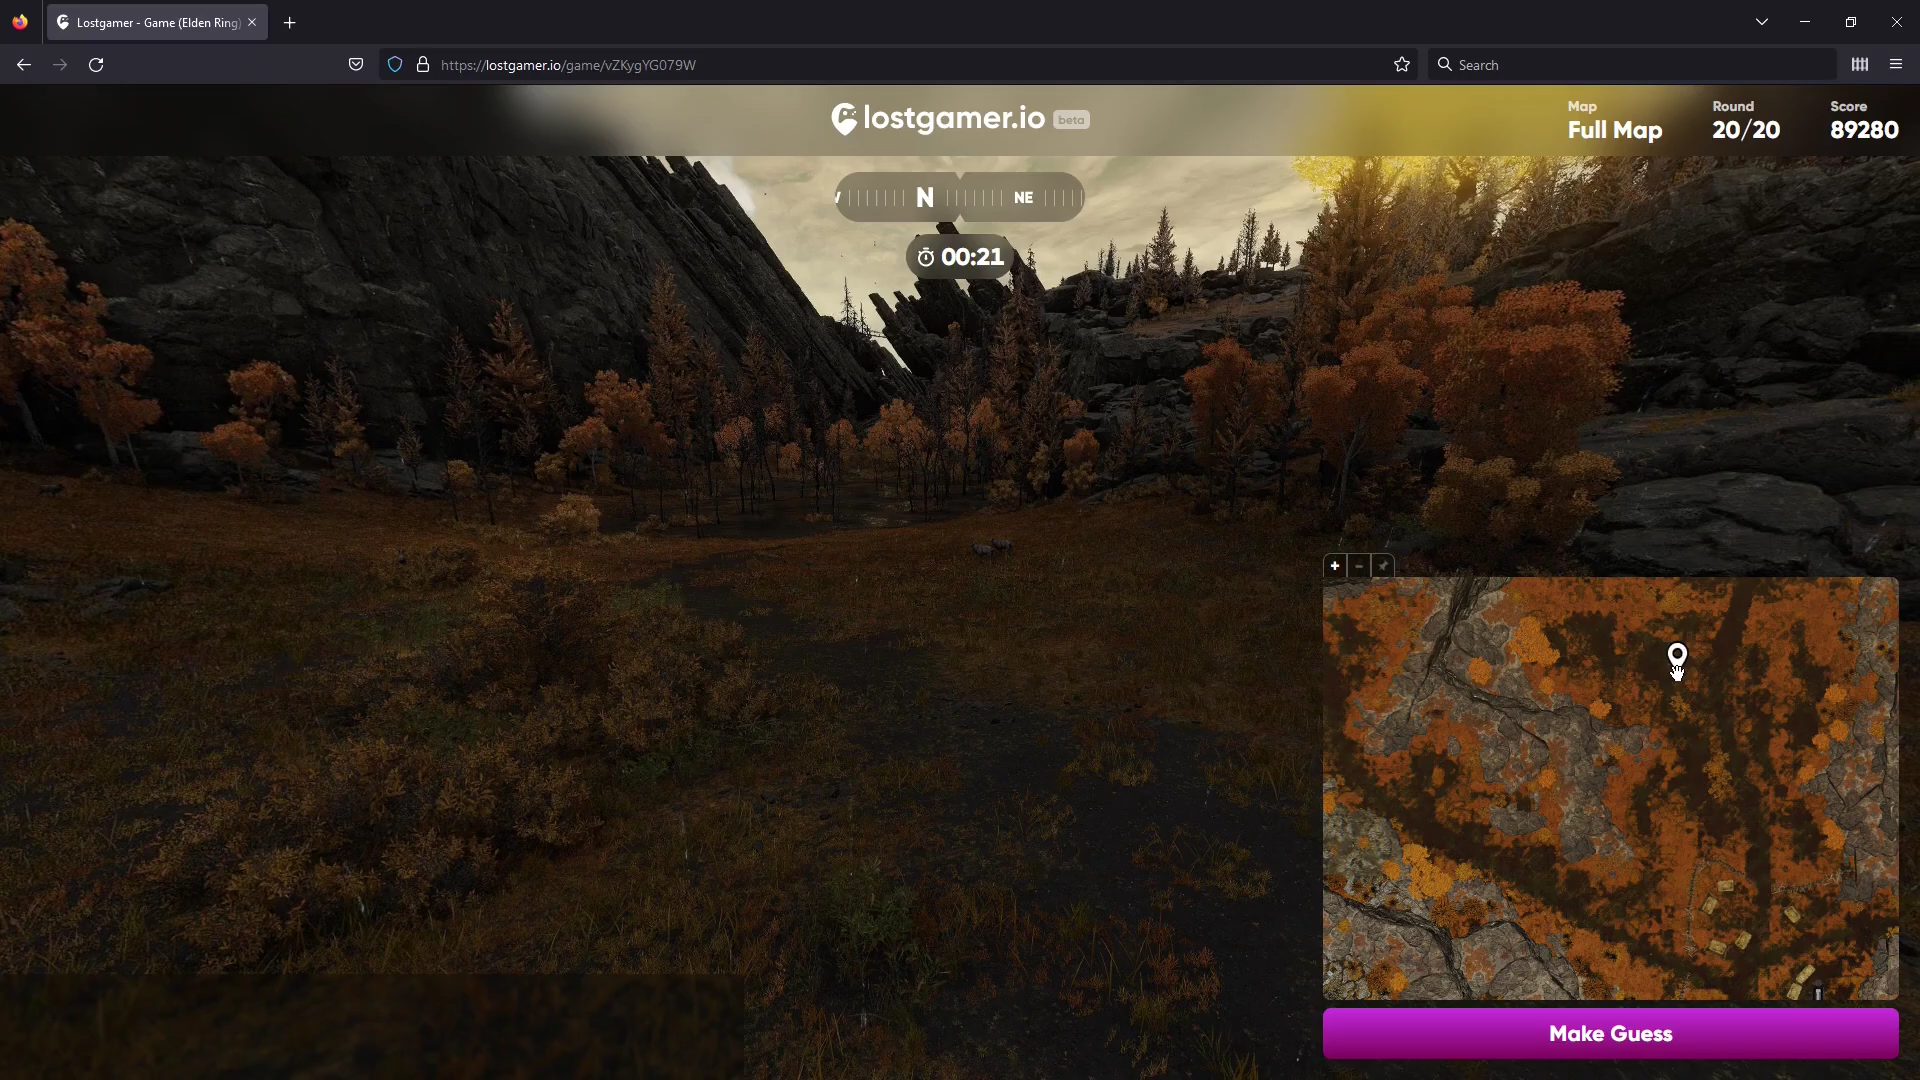 Lostgamer - Game (Elden Ring)
https://lostgamer.io/game/vZKygYG079W
Search
lostgamer.io beta
Map
Full Map
Round
20/20
Score
89280
N
NE
00:21
Make Guess